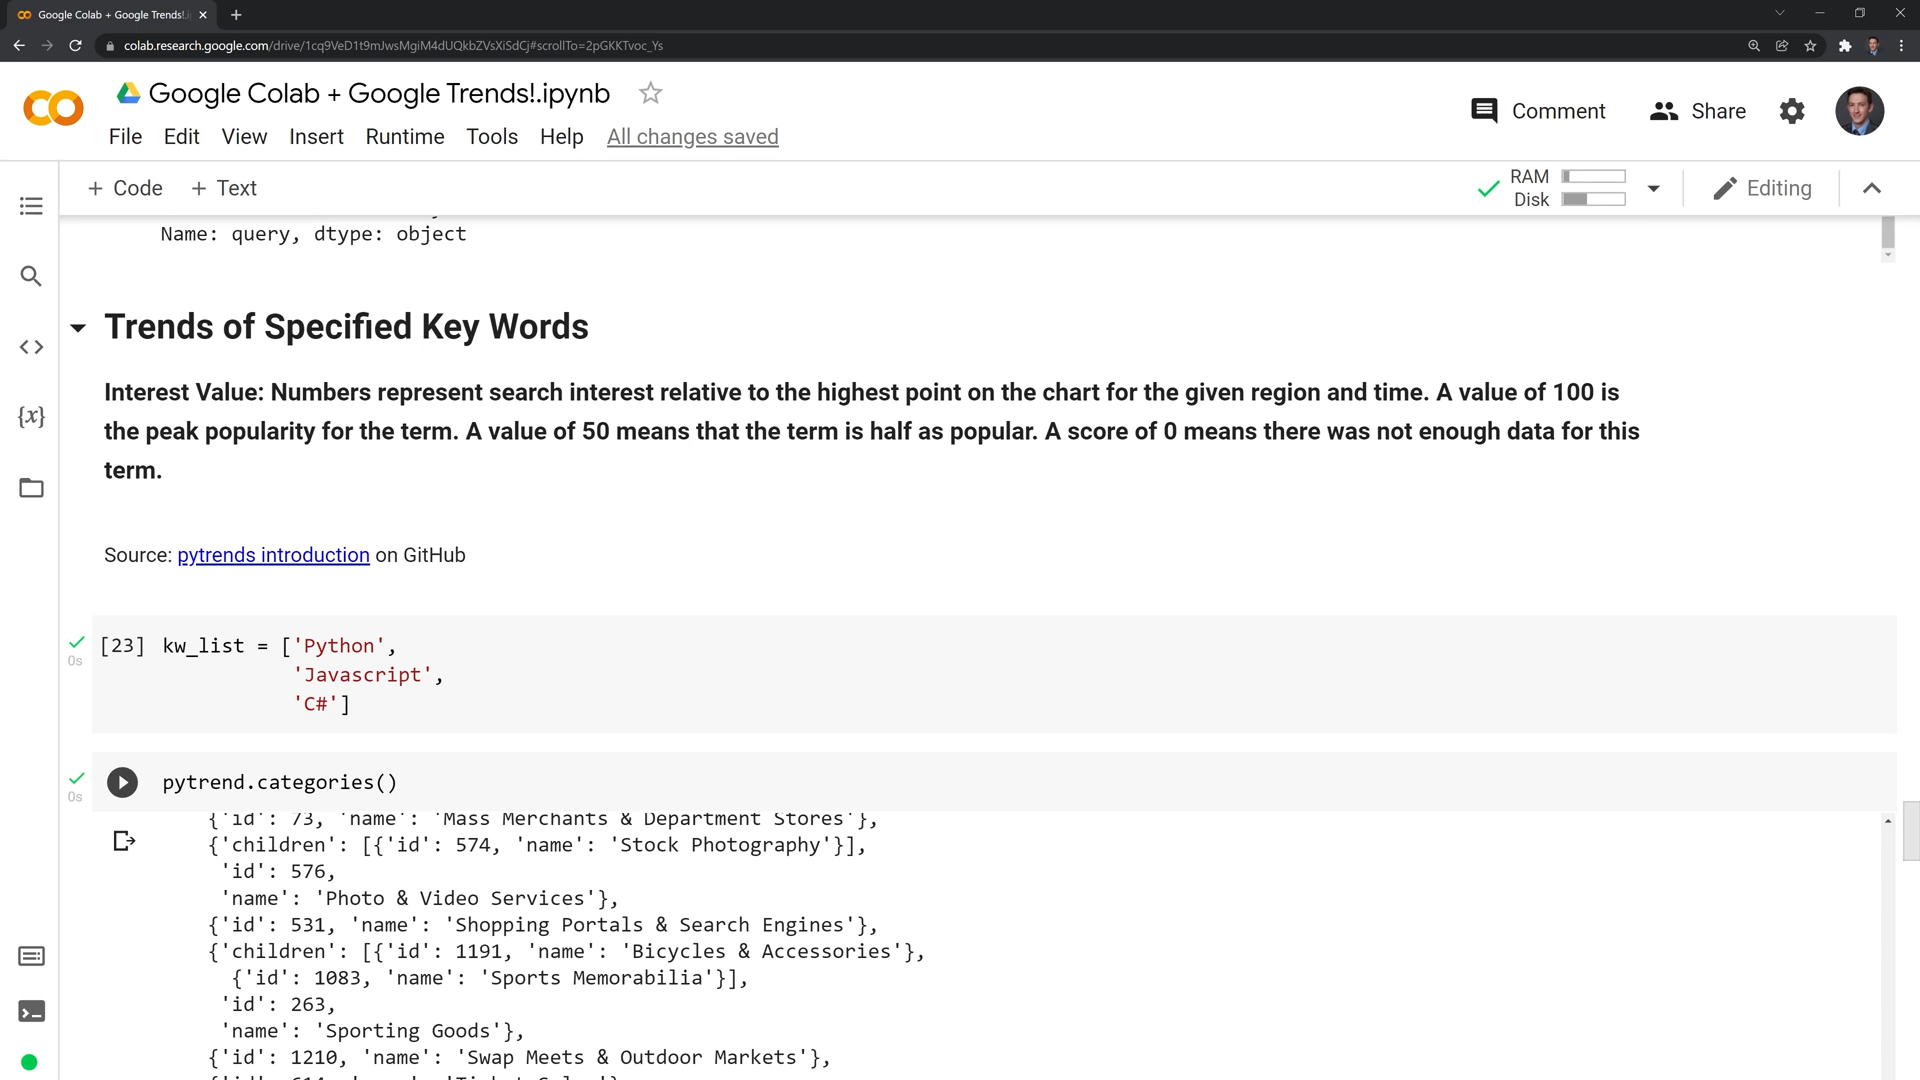 Google Colab + Google Trends!.i
colab.research.google.com/drive/1cq9VeD1t9mJwsMgiM4dUQkbZVsXiSdCj#scrollTo=2pGKKTvoc_Ys
Google Colab + Google Trends!.ipynb
File Edit View Insert Runtime Tools Help All changes saved
Comment Share
+ Code + Text
RAM
Disk
Editing
Name: query, dtype: object
Trends of Specified Key Words
Interest Value: Numbers represent search interest relative to the highest point on the chart for the given region and time. A value of 100 is
the peak popularity for the term. A value of 50 means that the term is half as popular. A score of 0 means there was not enough data for this
term.
Source: pytrends introduction on GitHub
[23] kw_list = ['Python',
'Javascript',
'C#']
0s
pytrend.categories()
0s
{'id': 73, 'name': 'Mass Merchants & Department Stores'},
{'children': [{'id': 574, 'name': 'Stock Photography'}],
'id': 576,
'name': 'Photo & Video Services'},
{'id': 531, 'name': 'Shopping Portals & Search Engines'},
{'children': [{'id': 1191, 'name': 'Bicycles & Accessories'},
{'id': 1083, 'name': 'Sports Memorabilia'}],
'id': 263,
'name': 'Sporting Goods'},
{'id': 1210, 'name': 'Swap Meets & Outdoor Markets'},